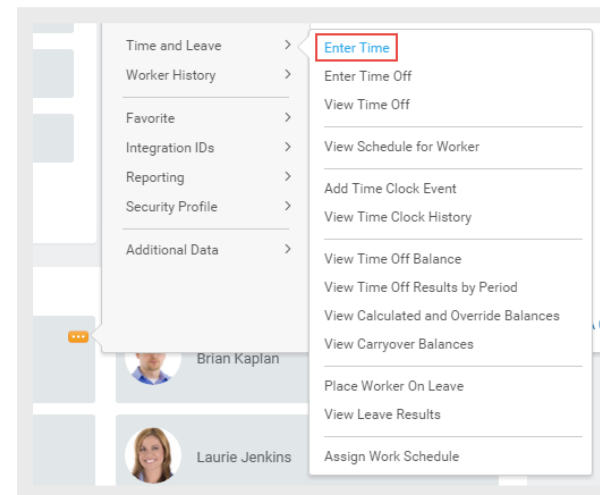 Time and Leave
Worker History
Favorite
Integration IDs
Reporting
Security Profile
Additional Data
Enter Time
Enter Time Off
View Time Off
View Schedule for Worker
Add Time Clock Event
View Time Clock History
View Time Off Balance
View Time Off Results by Period
View Calculated and Override Balances
View Carryover Balances
Place Worker On Leave
View Leave Results
Assign Work Schedule
Brian Kaplan
Laurie Jenkins